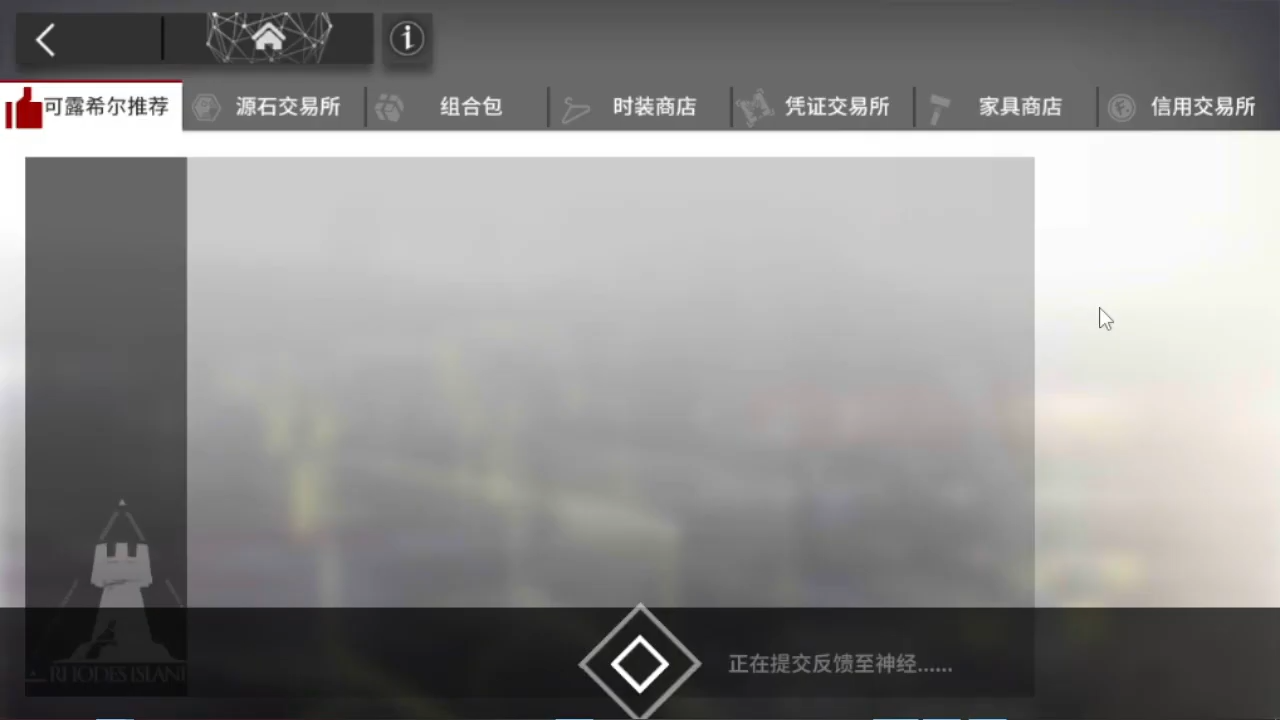 可露希尔推荐
源石交易所
组合包
时装商店
凭证交易所
家具商店
信用交易所
RHODES ISLAND
正在提交反馈至神经......